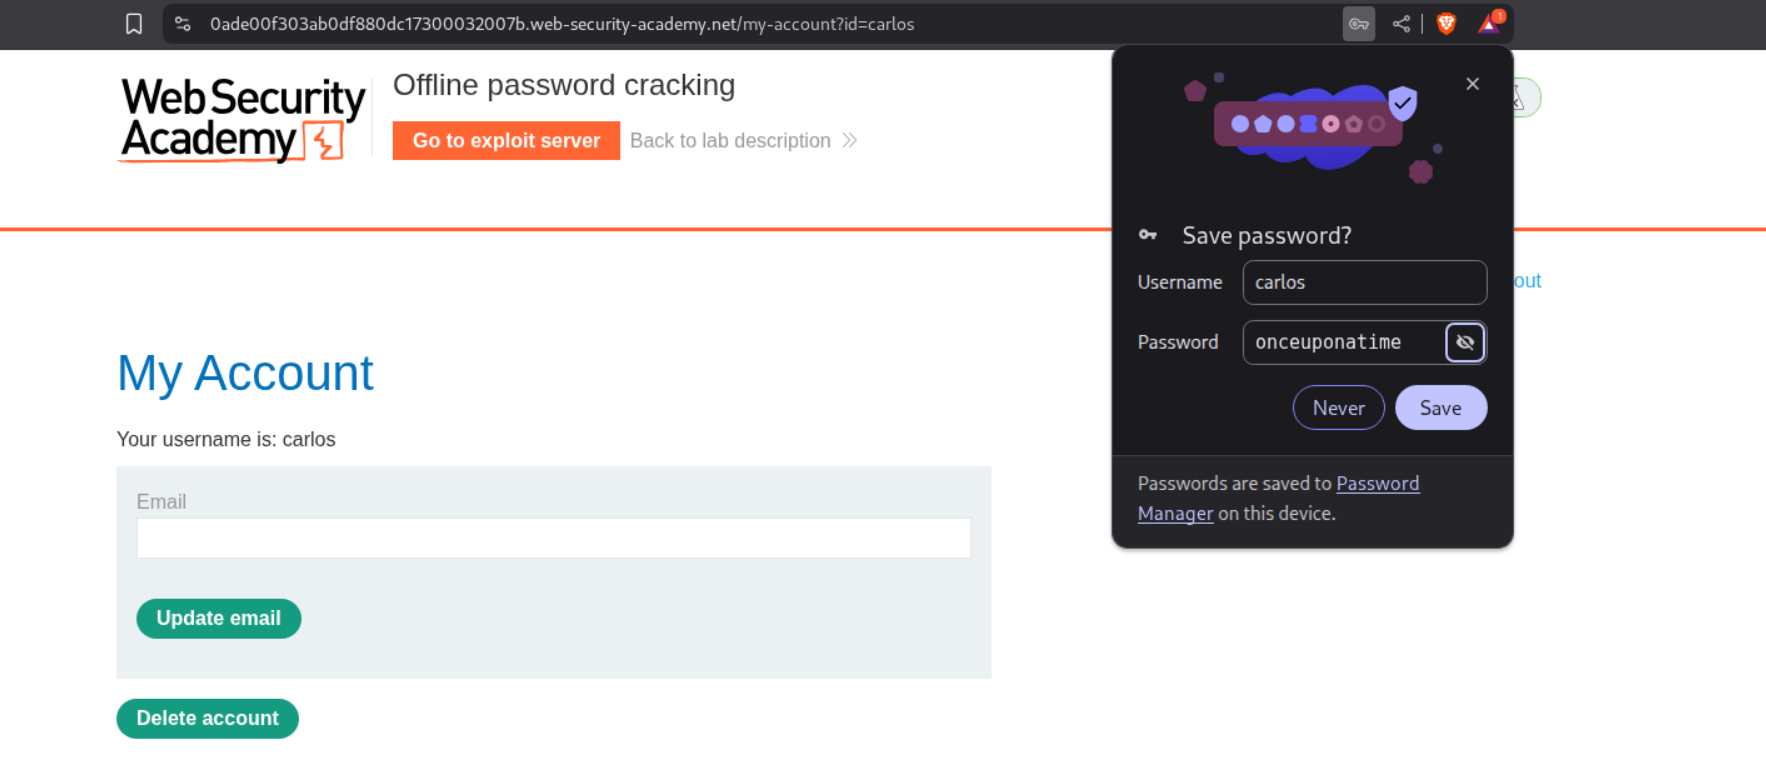 0ade00f303ab0df880dc17300032007b.web-security-academy.net/my-account?id=carlos
1
Web Security
Academy
Offline password cracking
Go to exploit server
Back to lab description
Save password?
Username
carlos
Password
onceuponatime
Never
Save
Passwords are saved to Password
Manager on this device.
out
My Account
Your username is: carlos
Email
Update email
Delete account